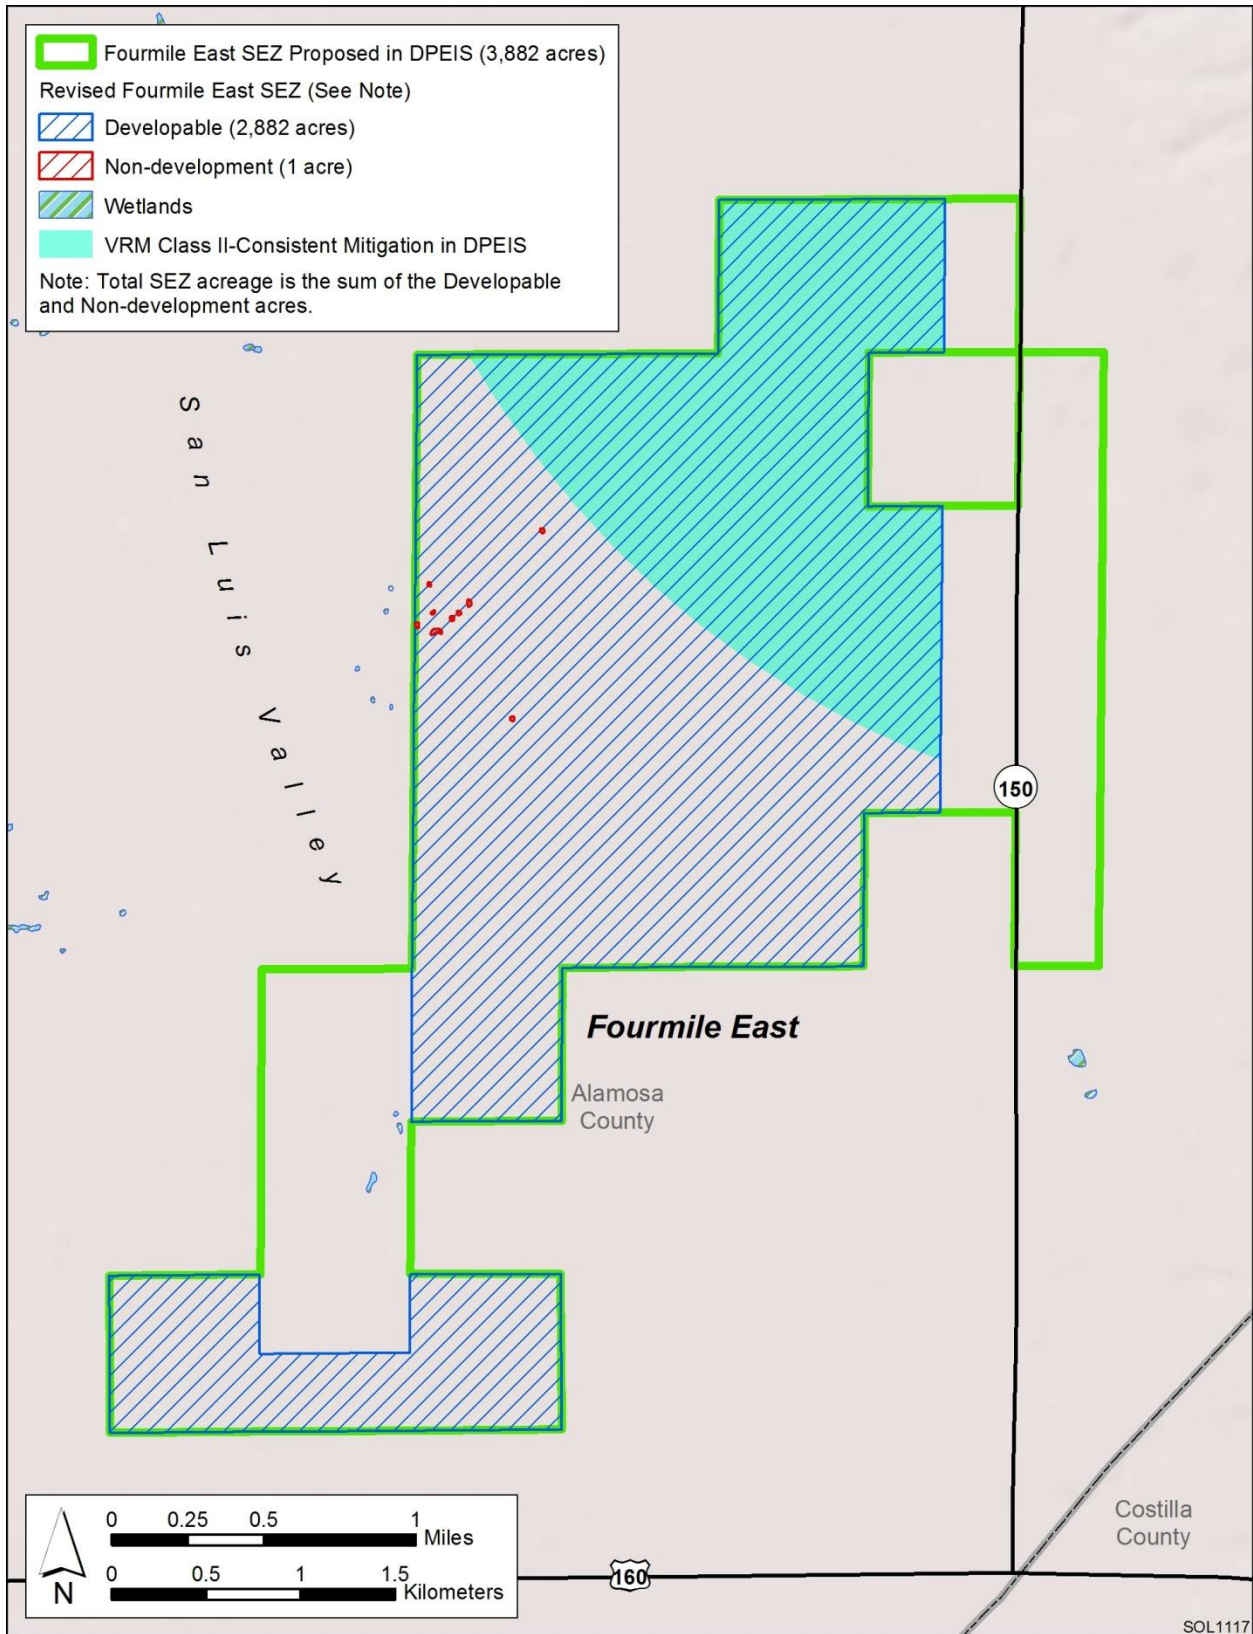 Fourmile East SEZ Proposed in DPEIS (3,882 acres)
Revised Fourmile East SEZ (See Note)
Developable (2,882 acres)
Non-development (1 acre)
Wetlands
VRM Class II-Consistent Mitigation in DPEIS
Note: Total SEZ acreage is the sum of the Developable
and Non-development acres.
San Luis Valley
150
Fourmile East
Alamosa
County
Costilla
County
0 0.25 0.5 1
Miles
0 0.5 1 1.5
Kilometers
N
160
SOL1117